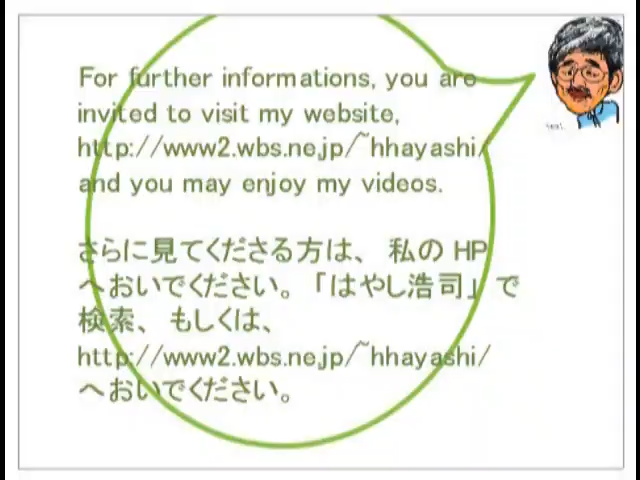 For further informations, you are
invited to visit my website,
http://www2.wbs.ne.jp/~hhayashi/
and you may enjoy my videos.
さらに見てくださる方は、 私の HP
へおいでください。「はやし浩司」で
検索、 もしくは、
http://www2.wbs.ne.jp/~hhayashi/
へおいでください。